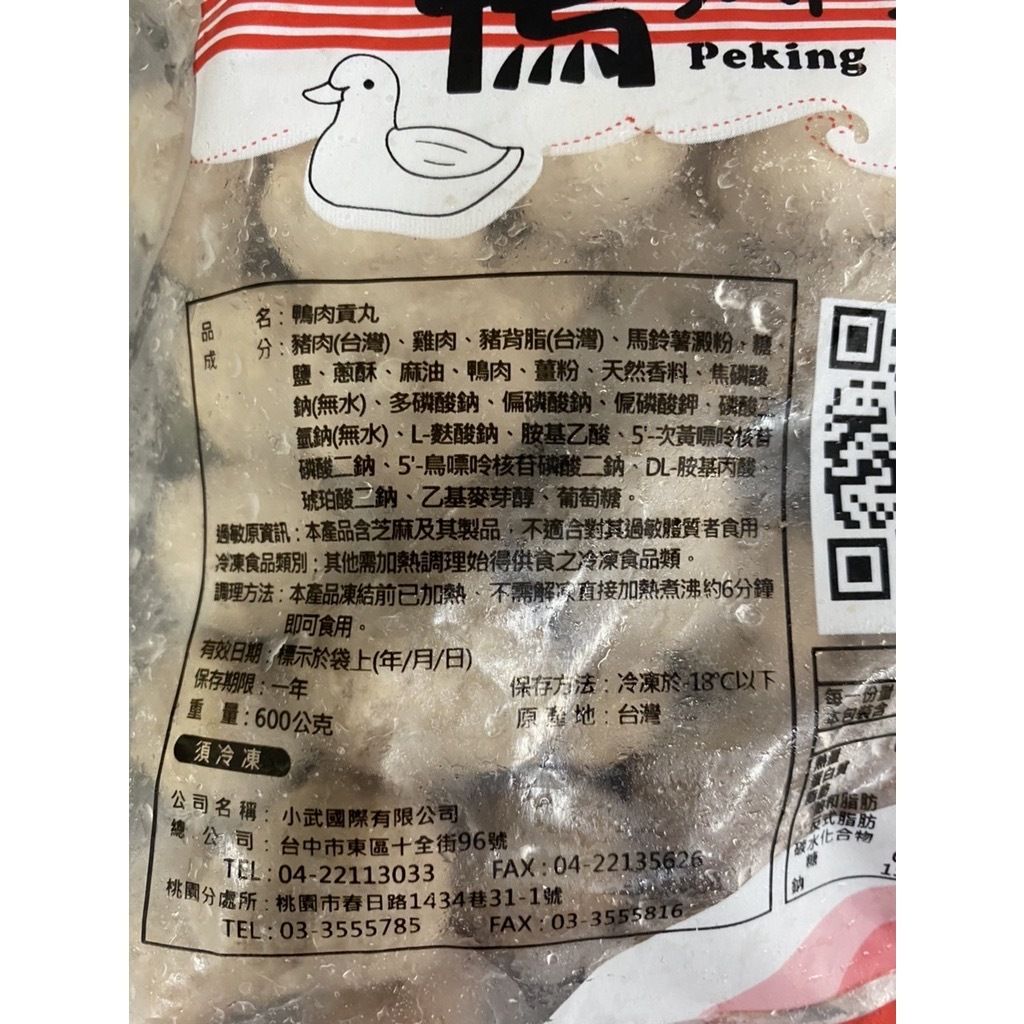 鴨
Peking
品名：鴨肉貢丸
成分：豬肉(台灣)、雞肉、豬背脂(台灣)、馬鈴薯澱粉、糖、
鹽、蔥酥、麻油、鴨肉、薑粉、天然香料、焦磷酸
鈉(無水)、多磷酸鈉、偏磷酸鈉、偏磷酸鉀、磷酸二
氫鈉(無水)、L-麩酸鈉、胺基乙酸、5'-次黃嘌呤核苷
磷酸二鈉、5'-鳥嘌呤核苷磷酸二鈉、DL-胺基丙酸、
琥珀酸二鈉、乙基麥芽醇、葡萄糖。
過敏原資訊：本產品含芝麻及其製品，不適合對其過敏體質者食用。
冷凍食品類別：其他需加熱調理始得供食之冷凍食品類。
調理方法：本產品凍結前已加熱、不需解凍直接加熱煮沸約6分鐘
即可食用。
有效日期：標示於袋上(年/月/日)
保存期限：一年 保存方法：冷凍於-18℃以下
重量：600公克 原產地：台灣
須冷凍
公司名稱：小武國際有限公司
總公司：台中市東區十全街96號
TEL：04-22113033 FAX：04-22135626
桃園分處所：桃園市春日路1434巷31-1號
TEL：03-3555785 FAX：03-3555816
每一份量
本包裝含
熱量
蛋白質
脂肪
飽和脂肪
反式脂肪
碳水化合物
糖
鈉